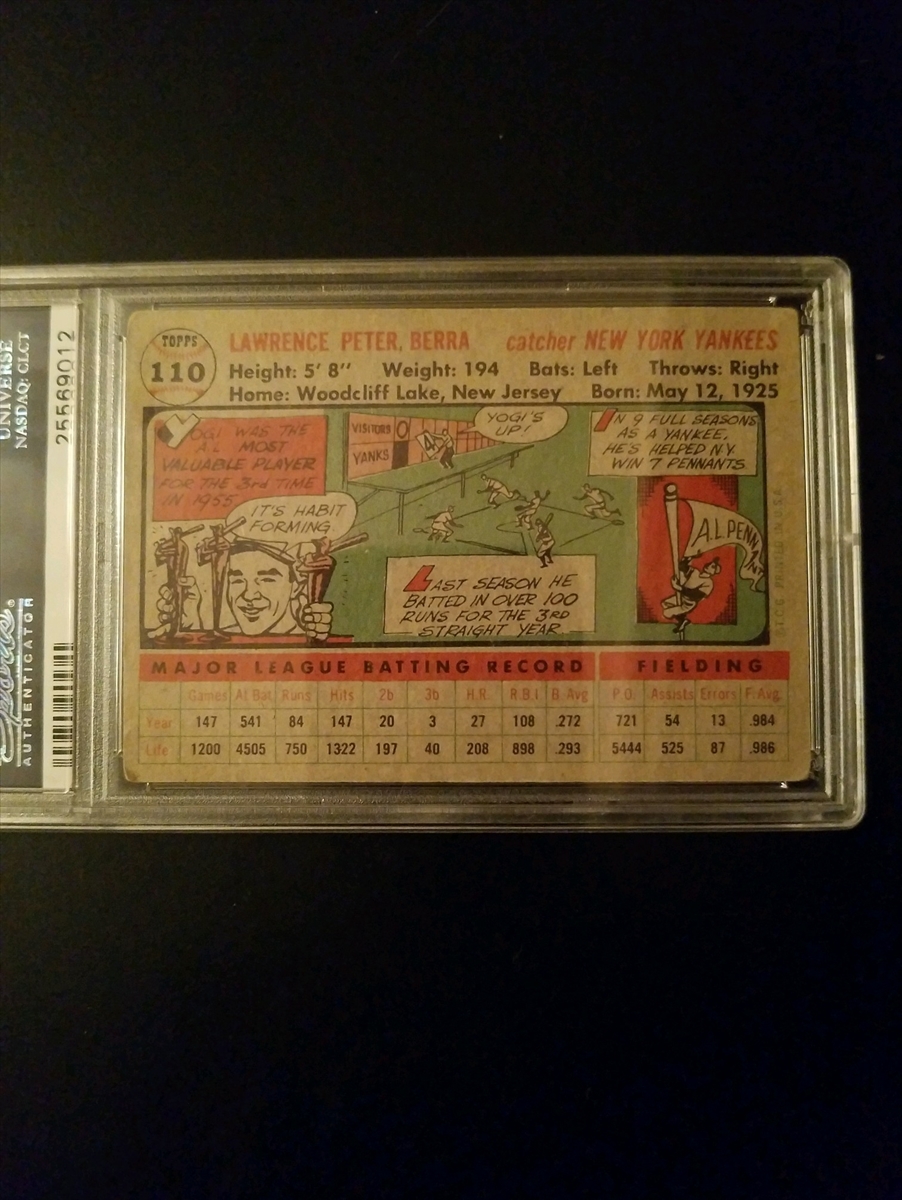 UNIVERSE
NASDAQ: CLCT
25569012
Sports®
AUTHENTICATOR
TOPPS
110
LAWRENCE PETER BERRA catcher NEW YORK YANKEES
Height: 5' 8" Weight: 194 Bats: Left Throws: Right
Home: Woodcliff Lake, New Jersey Born: May 12, 1925
YOGI WAS THE
A.L. MOST
VALUABLE PLAYER
FOR THE 3rd TIME
IN 1955
IT'S HABIT
FORMING
VISITORS 0
YANKS 4
YOGI'S
UP!
LAST SEASON HE
BATTED IN OVER 100
RUNS FOR THE 3RD
STRAIGHT YEAR
IN 9 FULL SEASONS
AS A YANKEE,
HE'S HELPED N.Y.
WIN 7 PENNANTS
A.L. PENNANT
T.C.G. PRINTED IN U.S.A.
MAJOR LEAGUE BATTING RECORD FIELDING
Games At Bat Runs Hits 2b 3b H.R. R.B.I. B. Avg. P.O. Assists Errors F. Avg.
Year 147 541 84 147 20 3 27 108 .272 721 54 13 .984
Life 1200 4505 750 1322 197 40 208 898 .293 5444 525 87 .986